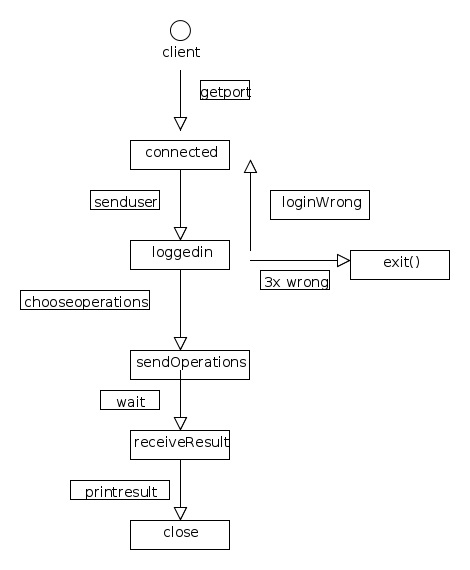 client
getport
connected
senduser
loginWrong
loggedin
exit()
3x wrong
chooseoperations
sendOperations
wait
receiveResult
printresult
close